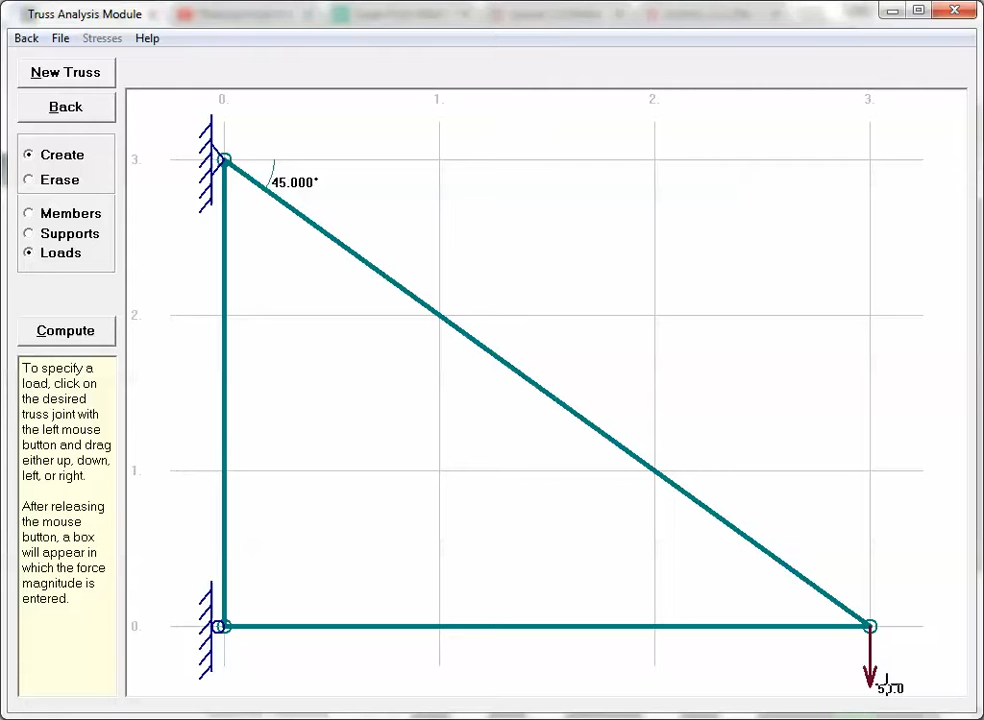 Truss Analysis Module
Back File Stresses Help
New Truss
Back
Create
Erase
Members
Supports
Loads
Compute
To specify a
load, click on
the desired
truss joint with
the left mouse
button and drag
either up, down,
left, or right.
After releasing
the mouse
button, a box
will appear in
which the force
magnitude is
entered.
0. 1. 2. 3.
3.
45.000°
2.
1.
0.